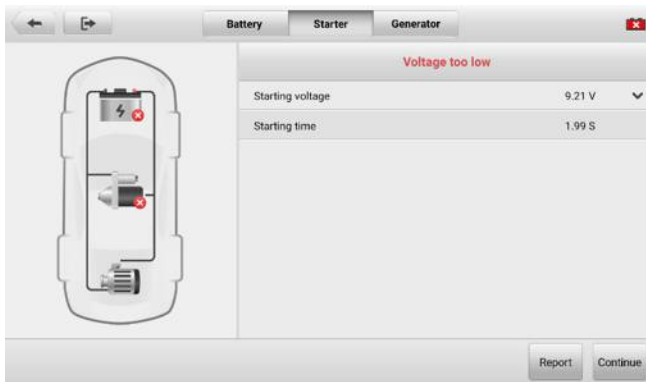 Battery Starter Generator
Voltage too low
Starting voltage 9.21 V
Starting time 1.99 S
Report Continue